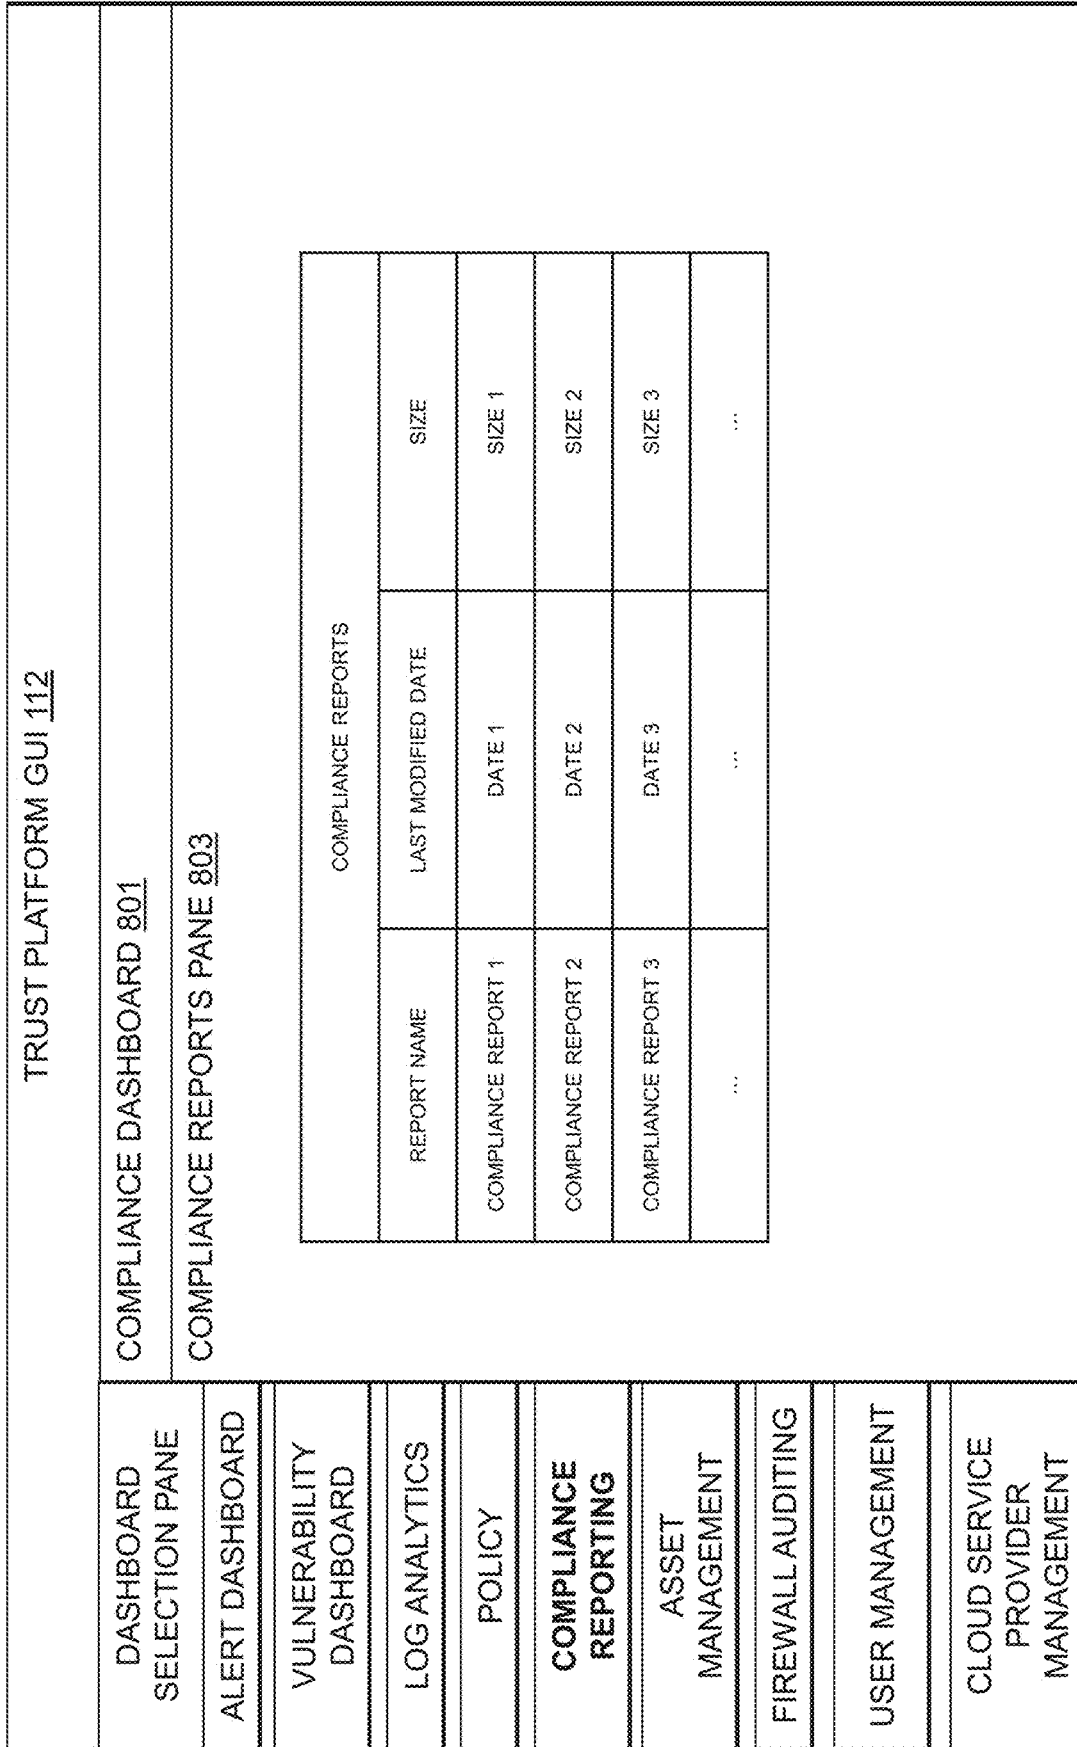 TRUST PLATFORM GUI 112
DASHBOARD
SELECTION PANE
ALERT DASHBOARD
VULNERABILITY
DASHBOARD
LOG ANALYTICS
POLICY
COMPLIANCE
REPORTING
ASSET
MANAGEMENT
FIREWALL AUDITING
USER MANAGEMENT
CLOUD SERVICE
PROVIDER
MANAGEMENT
COMPLIANCE DASHBOARD 801
COMPLIANCE REPORTS PANE 803
COMPLIANCE REPORTS
REPORT NAME LAST MODIFIED DATE SIZE
COMPLIANCE REPORT 1 DATE 1 SIZE 1
COMPLIANCE REPORT 2 DATE 2 SIZE 2
COMPLIANCE REPORT 3 DATE 3 SIZE 3
... ... ...